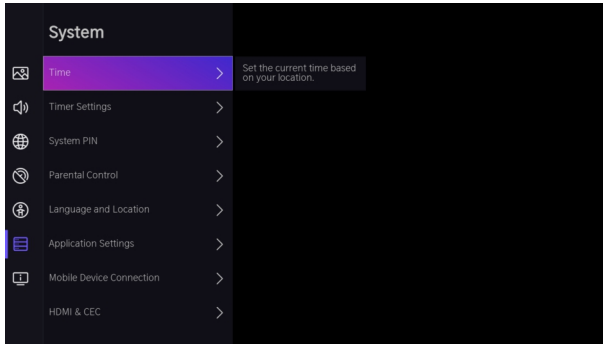 System
Time
Set the current time based
on your location.
Timer Settings
System PIN
Parental Control
Language and Location
Application Settings
Mobile Device Connection
HDMI & CEC